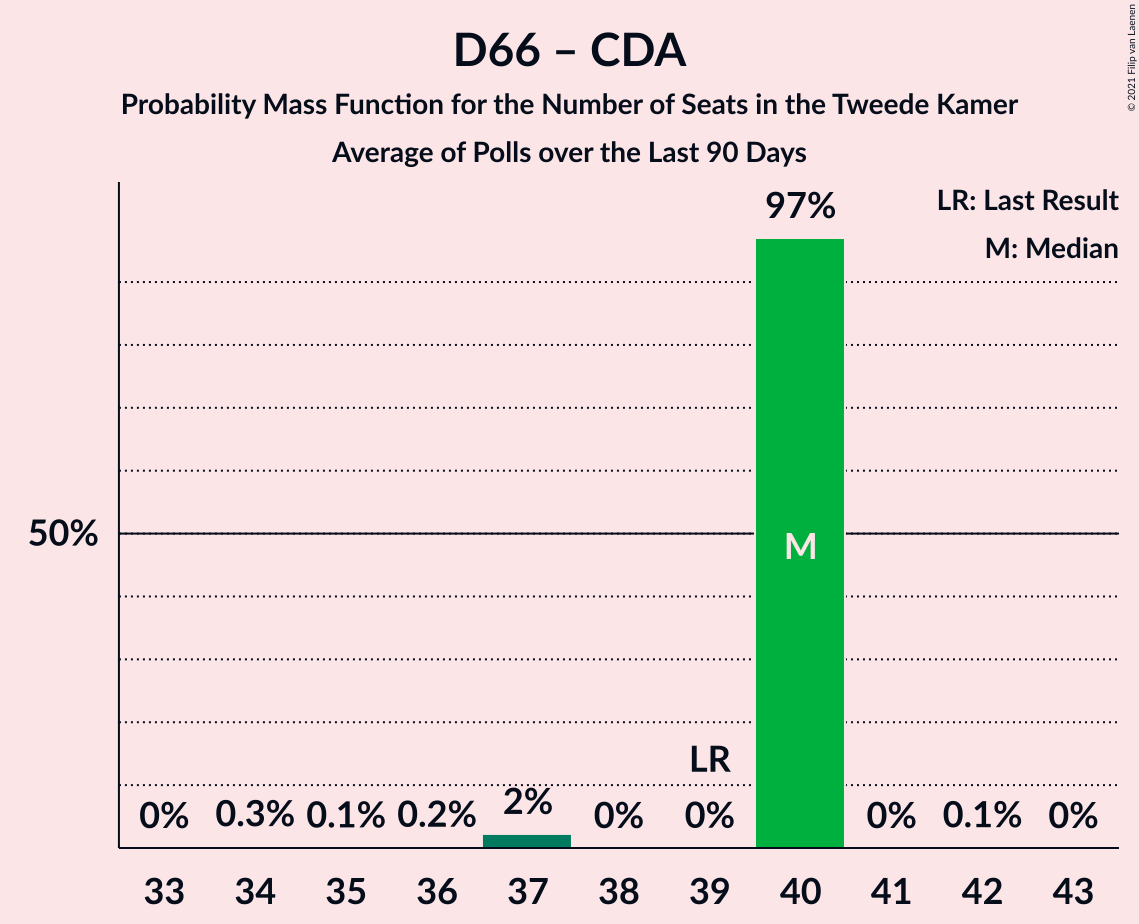 D66 – CDA
Probability Mass Function for the Number of Seats in the Tweede Kamer
Average of Polls over the Last 90 Days
© 2021 Filip van Laenen
LR: Last Result
M: Median
97%
50%
M
LR
0% 0.3% 0.1% 0.2% 2% 0% 0% 0% 0.1% 0%
33 34 35 36 37 38 39 40 41 42 43